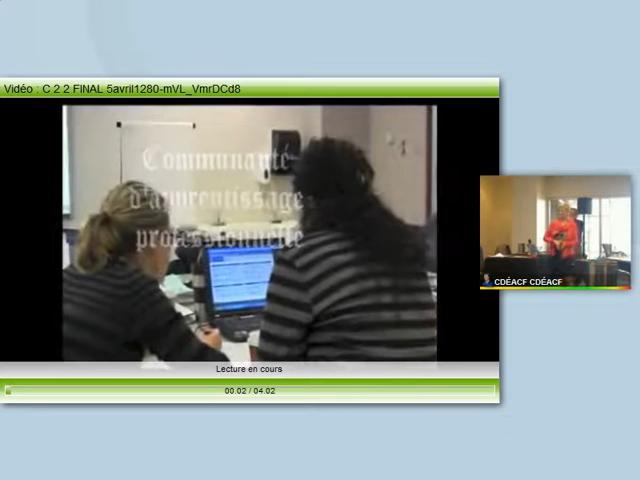 Vidéo : C 2 2 FINAL 5avril1280-mVL_VmrDCd8
Communauté
d'apprentissage
professionnelle
CDÉACF CDÉACF
Lecture en cours
00.02 / 04.02